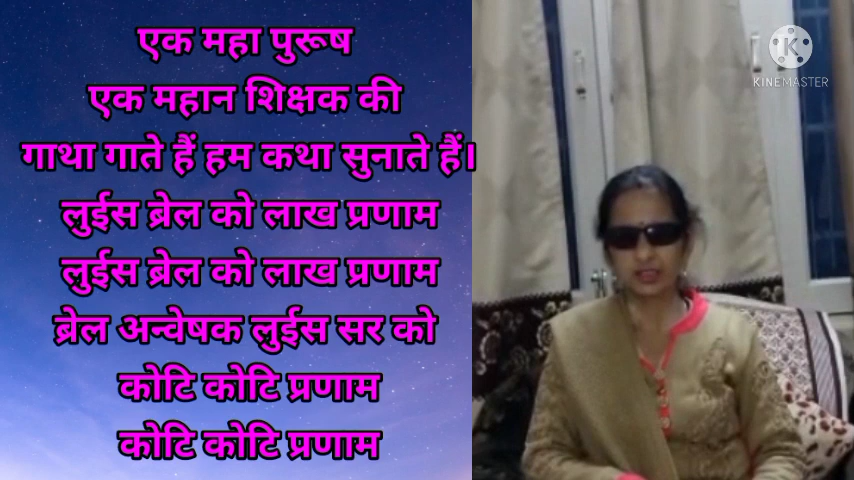 एक महा पुरूष
एक महान शिक्षक की
गाथा गाते हैं हम कथा सुनाते हैं।
लुईस ब्रेल को लाख प्रणाम
लुईस ब्रेल को लाख प्रणाम
ब्रेल अन्वेषक लुईस सर को
कोटि कोटि प्रणाम
कोटि कोटि प्रणाम
K
KINEMASTER